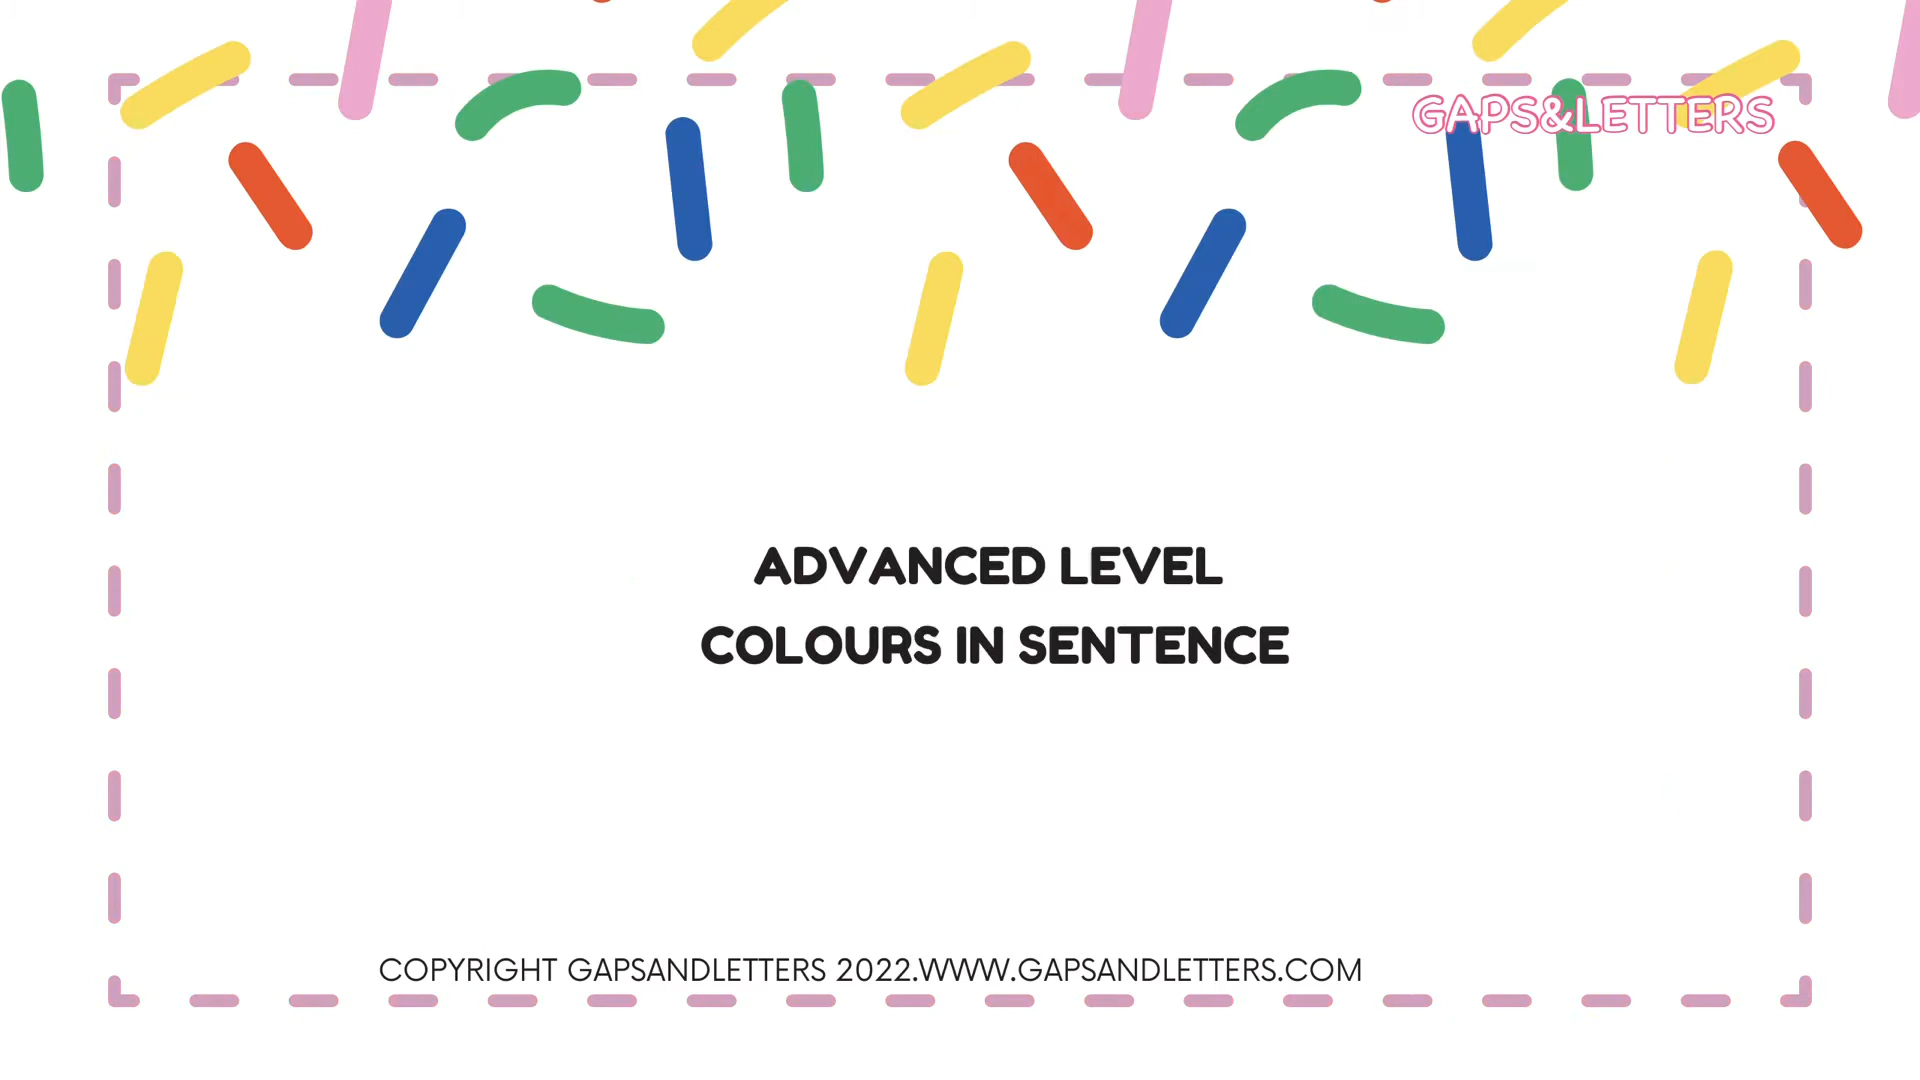 GAPS&LETTERS
ADVANCED LEVEL
COLOURS IN SENTENCE
COPYRIGHT GAPSANDLETTERS 2022.WWW.GAPSANDLETTERS.COM